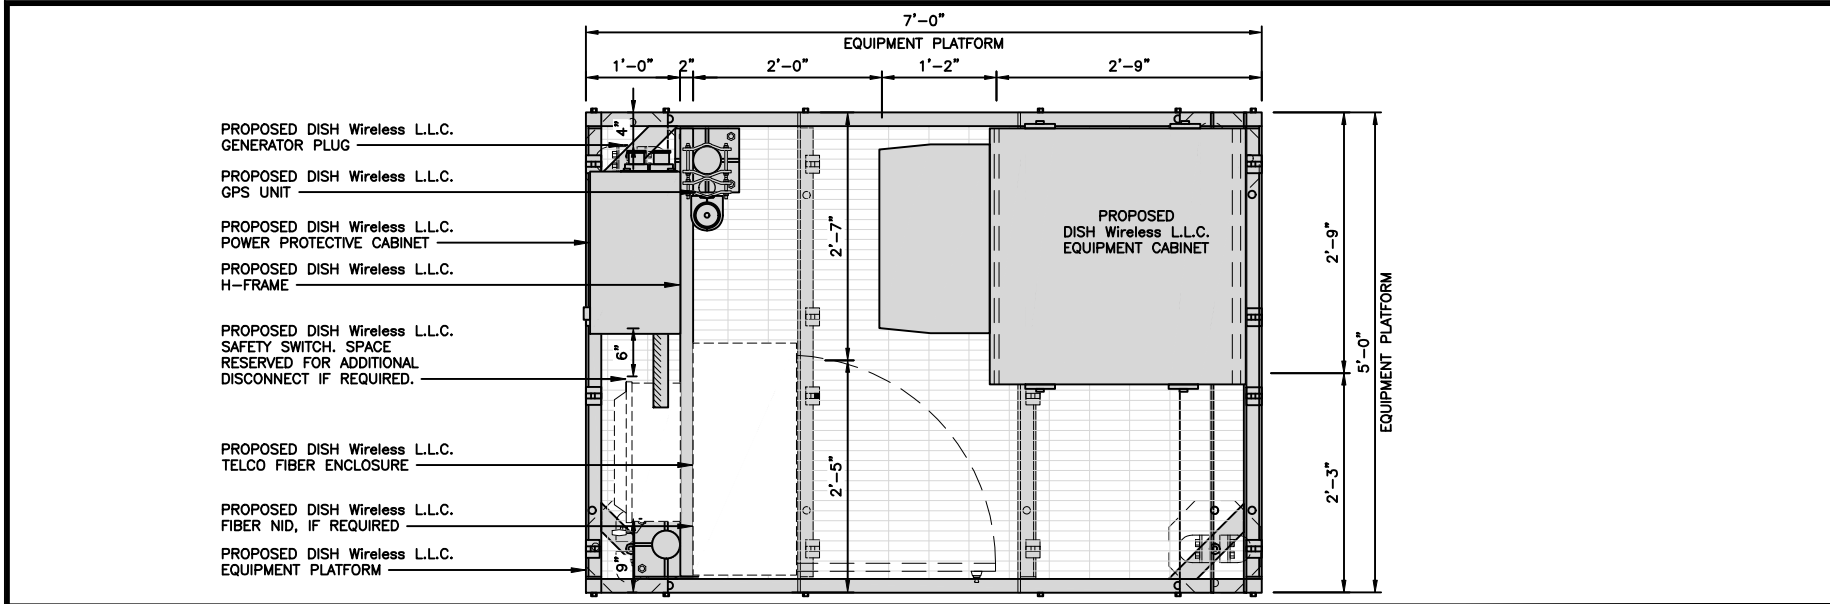 7'-0"
EQUIPMENT PLATFORM
1'-0"
2"
2'-0"
1'-2"
2'-9"
4"
PROPOSED DISH Wireless L.L.C.
GENERATOR PLUG
PROPOSED DISH Wireless L.L.C.
GPS UNIT
PROPOSED DISH Wireless L.L.C.
POWER PROTECTIVE CABINET
PROPOSED DISH Wireless L.L.C.
H-FRAME
PROPOSED DISH Wireless L.L.C.
SAFETY SWITCH. SPACE
RESERVED FOR ADDITIONAL
DISCONNECT IF REQUIRED.
PROPOSED DISH Wireless L.L.C.
TELCO FIBER ENCLOSURE
PROPOSED DISH Wireless L.L.C.
FIBER NID, IF REQUIRED
PROPOSED DISH Wireless L.L.C.
EQUIPMENT PLATFORM
6"
9"
2'-7"
2'-5"
PROPOSED
DISH Wireless L.L.C.
EQUIPMENT CABINET
2'-9"
2'-3"
5'-0"
EQUIPMENT PLATFORM